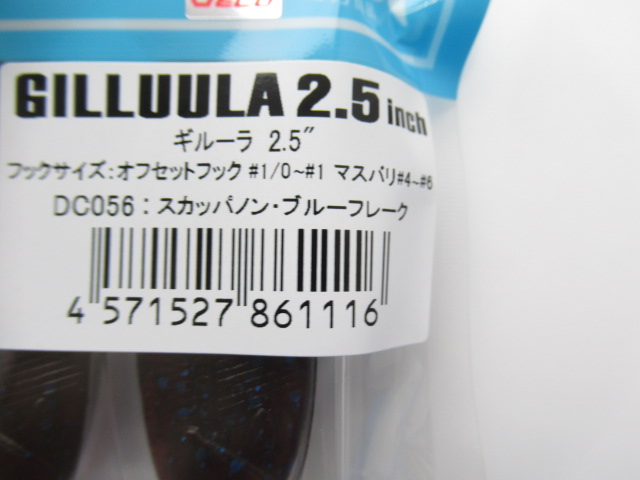 GILLUULA 2.5 inch
ギルーラ 2.5"
フックサイズ:オフセットフック #1/0~#1 マスバリ#4~#6
DC056:スカッパノン・ブルーフレーク
4 571527 861116